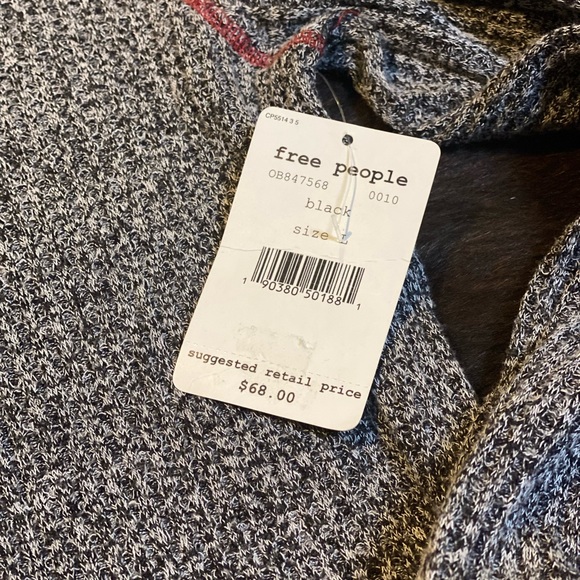 CP5514 3 5
free people
OB847568 0010
black
size L
1 90380 50188 1
suggested retail price
$68.00